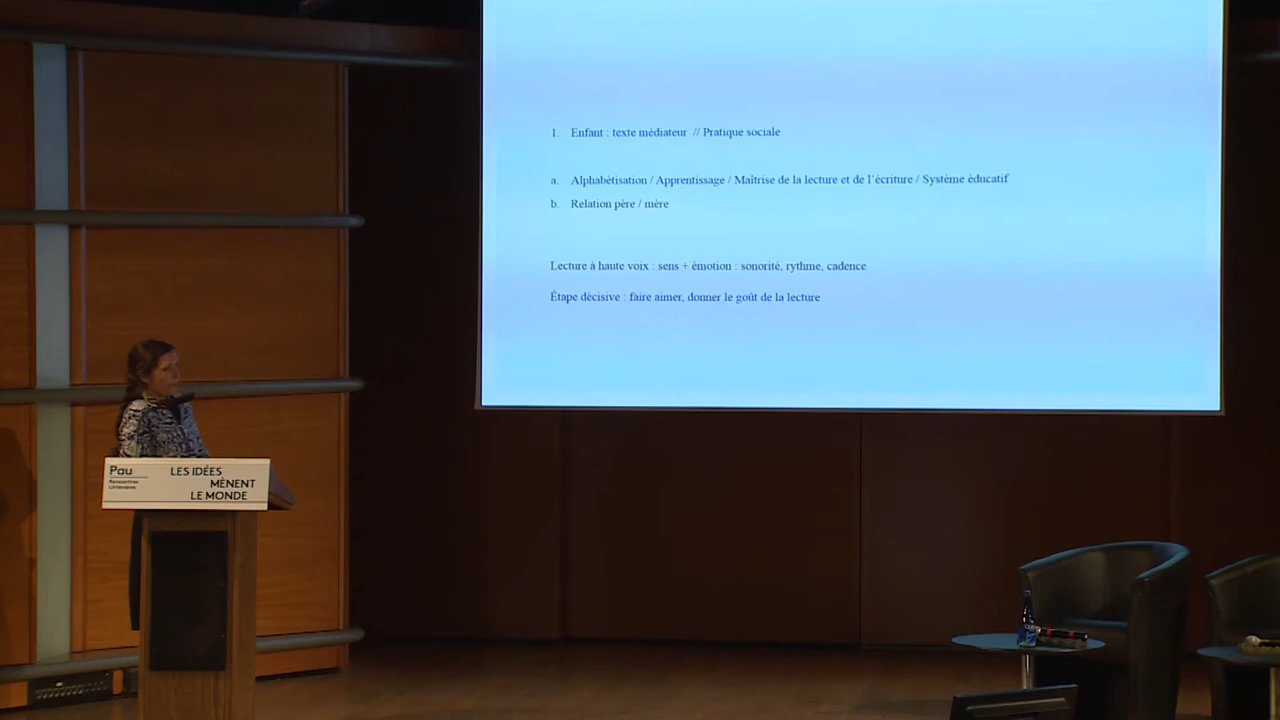 1. Enfant : texte médiateur // Pratique sociale
a. Alphabétisation / Apprentissage / Maîtrise de la lecture et de l'écriture / Système éducatif
b. Relation père / mère
Lecture à haute voix : sens + émotion : sonorité, rythme, cadence
Étape décisive : faire aimer, donner le goût de la lecture
Pau
Rencontres
Littéraires
LES IDÉES
MÈNENT
LE MONDE